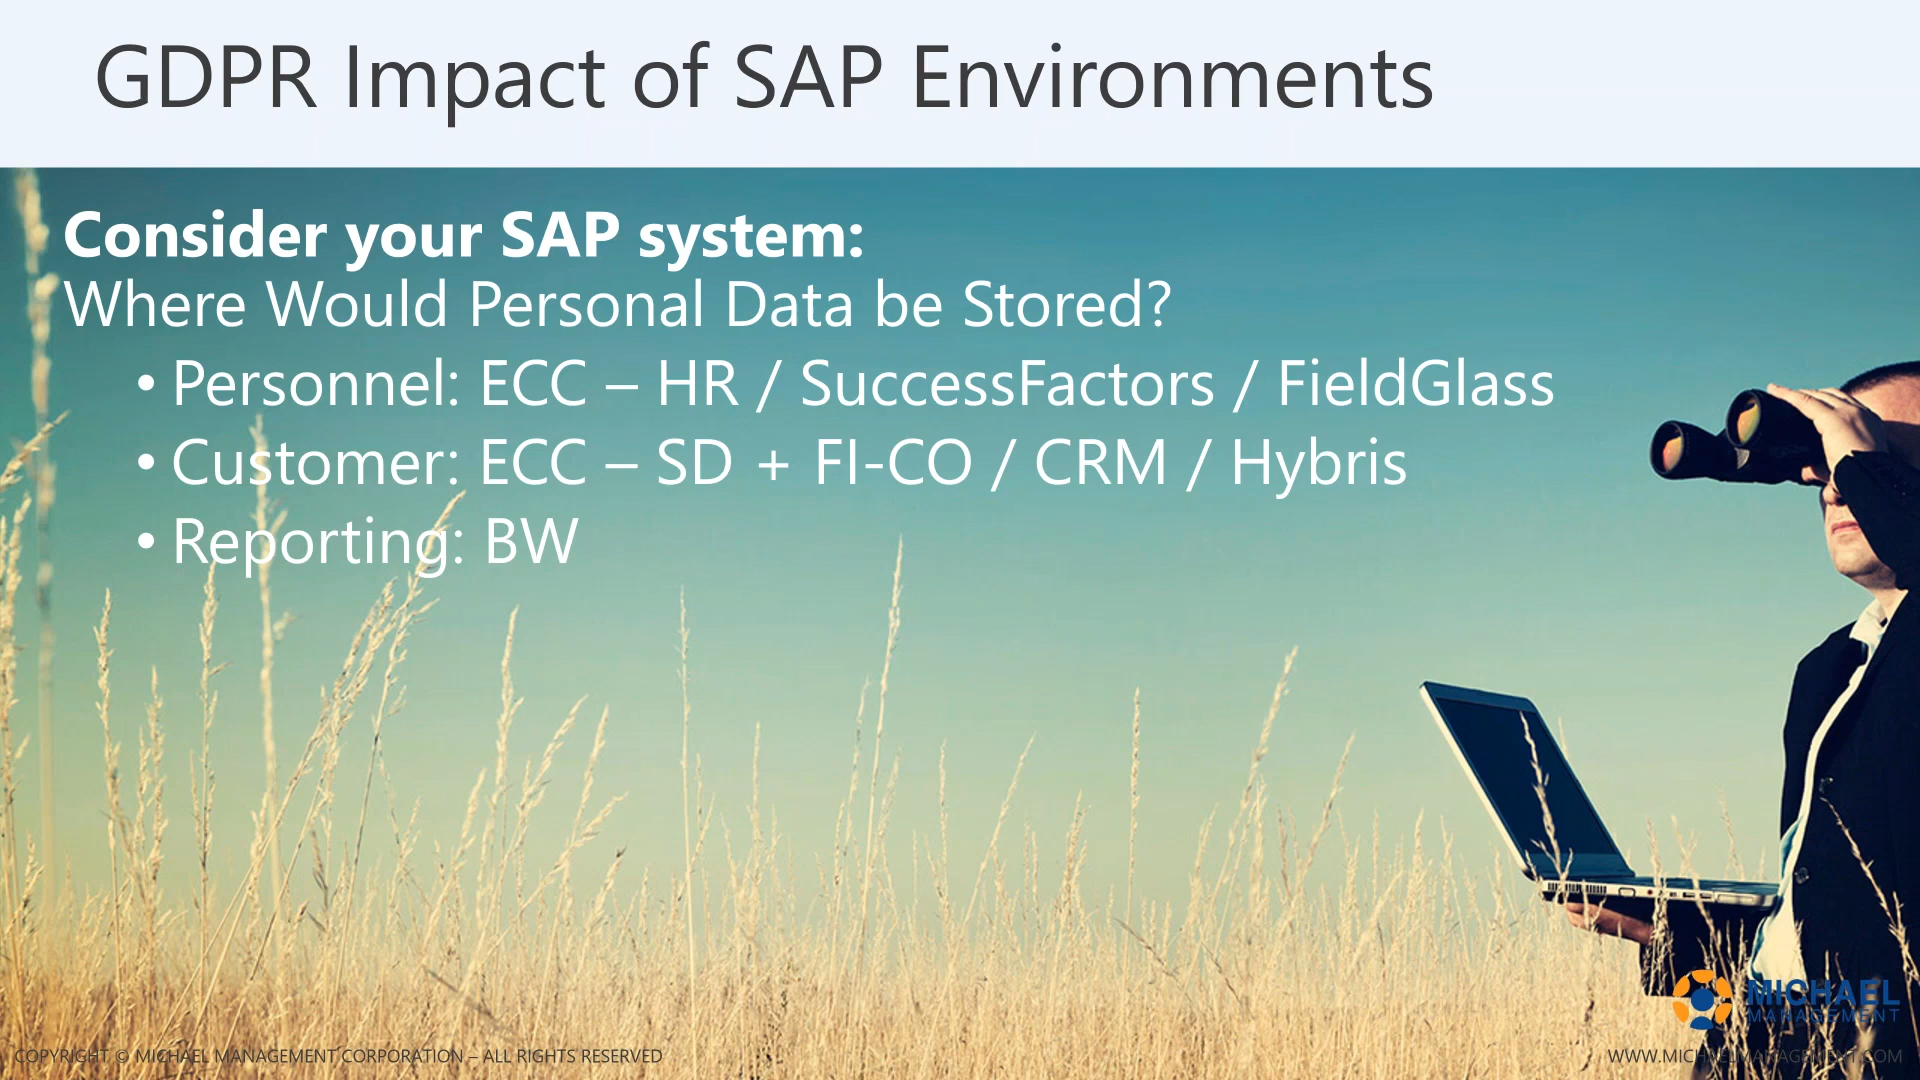 GDPR Impact of SAP Environments
Consider your SAP system:
Where Would Personal Data be Stored?
• Personnel: ECC – HR / SuccessFactors / FieldGlass
• Customer: ECC – SD + FI-CO / CRM / Hybris
• Reporting: BW
MICHAEL
MANAGEMENT
COPYRIGHT © MICHAEL MANAGEMENT CORPORATION – ALL RIGHTS RESERVED
WWW.MICHAELMANAGEMENT.COM